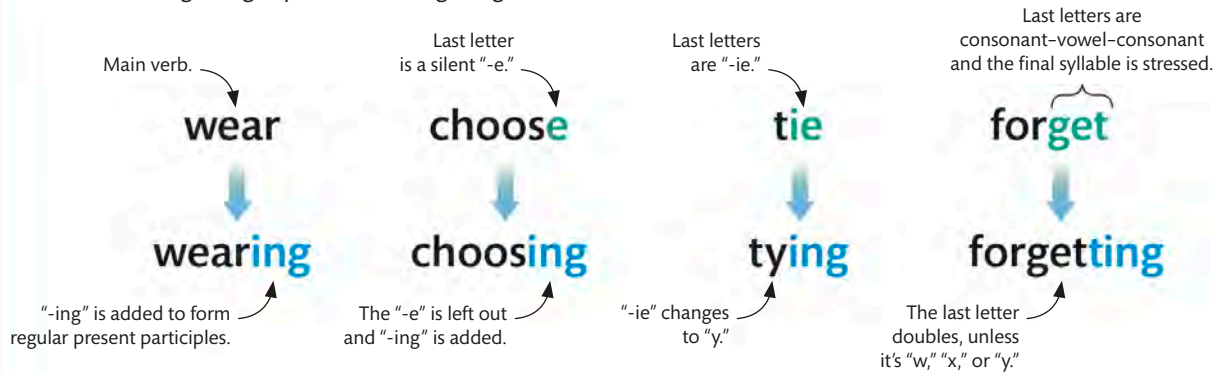 Main verb.
Last letter
is a silent “-e.”
Last letters
are “-ie.”
Last letters are
consonant–vowel–consonant
and the final syllable is stressed.
wear
choose
tie
forget
wearing
choosing
tying
forgetting
“-ing” is added to form
regular present participles.
The “-e” is left out
and “-ing” is added.
“-ie” changes
to “y.”
The last letter
doubles, unless
it's “w,” “x,” or “y.”